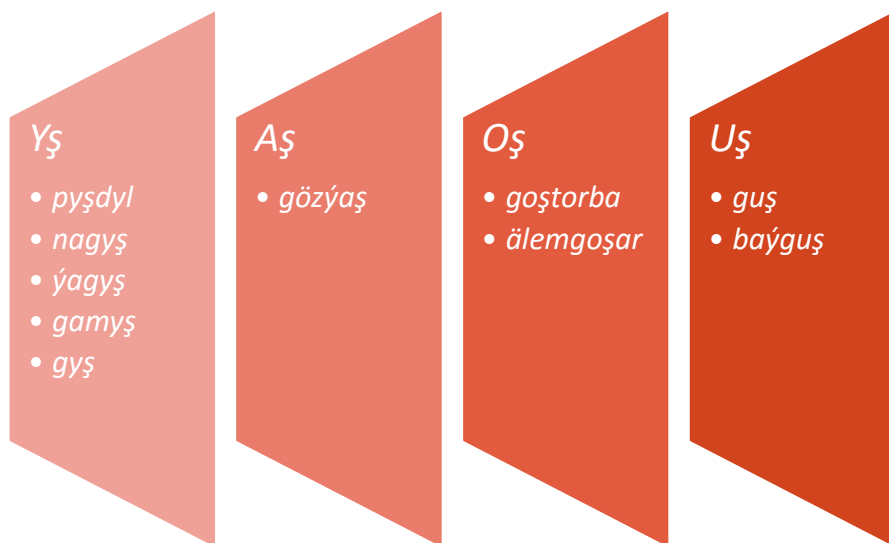 Yş
• pyşdyl
• nagyş
• ýagyş
• gamyş
• gyş
Aş
• gözýaş
Oş
• goştorba
• älemgoşar
Uş
• guş
• baýguş